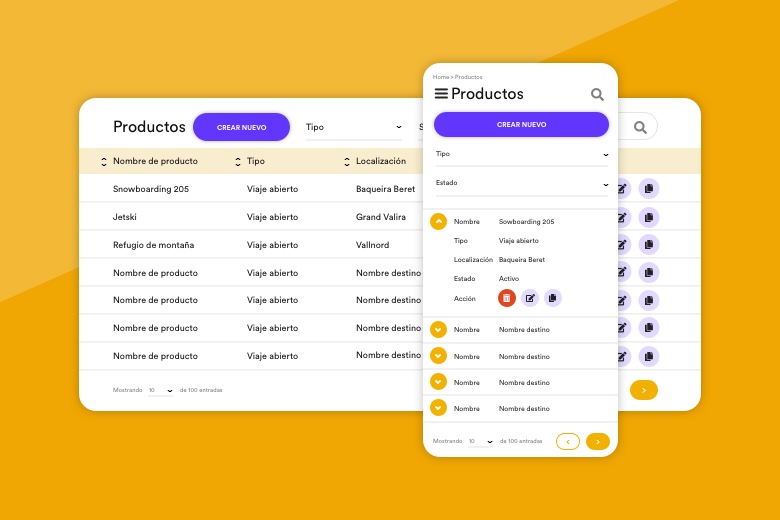 Productos
CREAR NUEVO
Tipo
S
Nombre de producto
Tipo
Localización
Snowboarding 205
Viaje abierto
Baqueira Beret
Jetski
Viaje abierto
Grand Valira
Refugio de montaña
Viaje abierto
Vallnord
Nombre de producto
Viaje abierto
Nombre destino
Nombre de producto
Viaje abierto
Nombre destino
Nombre de producto
Viaje abierto
Nombre destino
Nombre de producto
Viaje abierto
Nombre destino
Mostrando 10 de 100 entradas
Home > Productos
Productos
CREAR NUEVO
Tipo
Estado
Nombre Sowboarding 205
Tipo Viaje abierto
Localización Baqueira Beret
Estado Activo
Acción
Nombre Nombre destino
Nombre Nombre destino
Nombre Nombre destino
Nombre Nombre destino
Mostrando 10 de 100 entradas